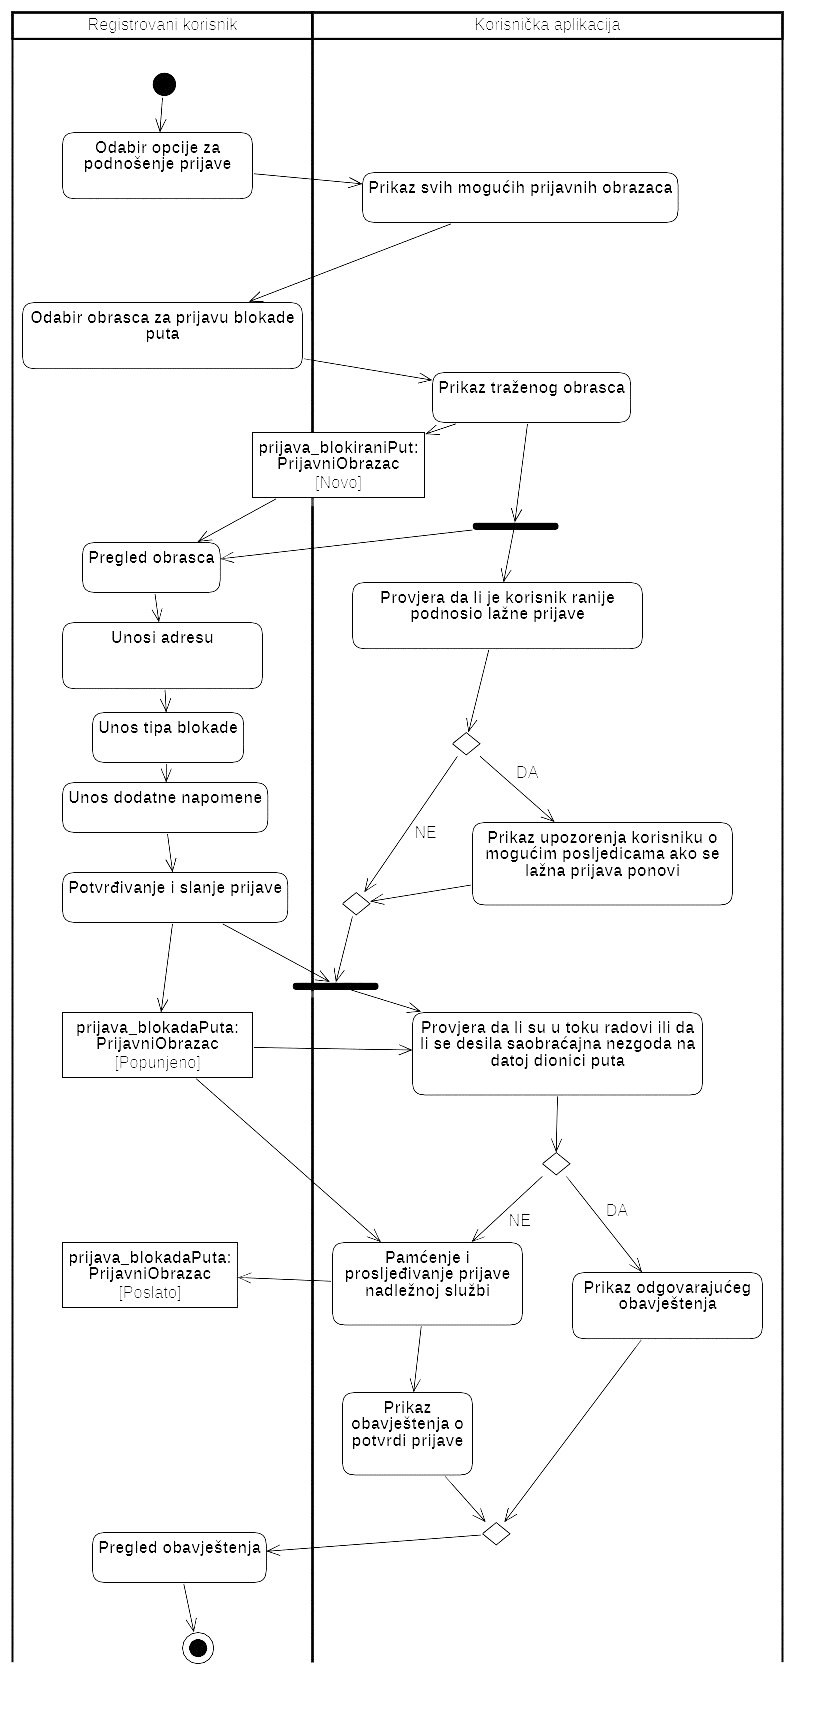 Registrovani korisnik
Korisnička aplikacija
Odabir opcije za
podnošenje prijave
Prikaz svih mogućih prijavnih obrazaca
Odabir obrasca za prijavu blokade
puta
Prikaz traženog obrasca
prijava_blokiraniPut:
PrijavniObrazac
[Novo]
Pregled obrasca
Provjera da li je korisnik ranije
podnosio lažne prijave
Unosi adresu
Unos tipa blokade
DA
Unos dodatne napomene
NE
Prikaz upozorenja korisniku o
mogućim posljedicama ako se
lažna prijava ponovi
Potvrđivanje i slanje prijave
prijava_blokadaPuta:
PrijavniObrazac
[Popunjeno]
Provjera da li su u toku radovi ili da
li se desila saobraćajna nezgoda na
datoj dionici puta
NE
DA
prijava_blokadaPuta:
PrijavniObrazac
[Poslato]
Pamćenje i
prosljeđivanje prijave
nadležnoj službi
Prikaz odgovarajućeg
obavještenja
Prikaz
obavještenja o
potvrdi prijave
Pregled obavještenja